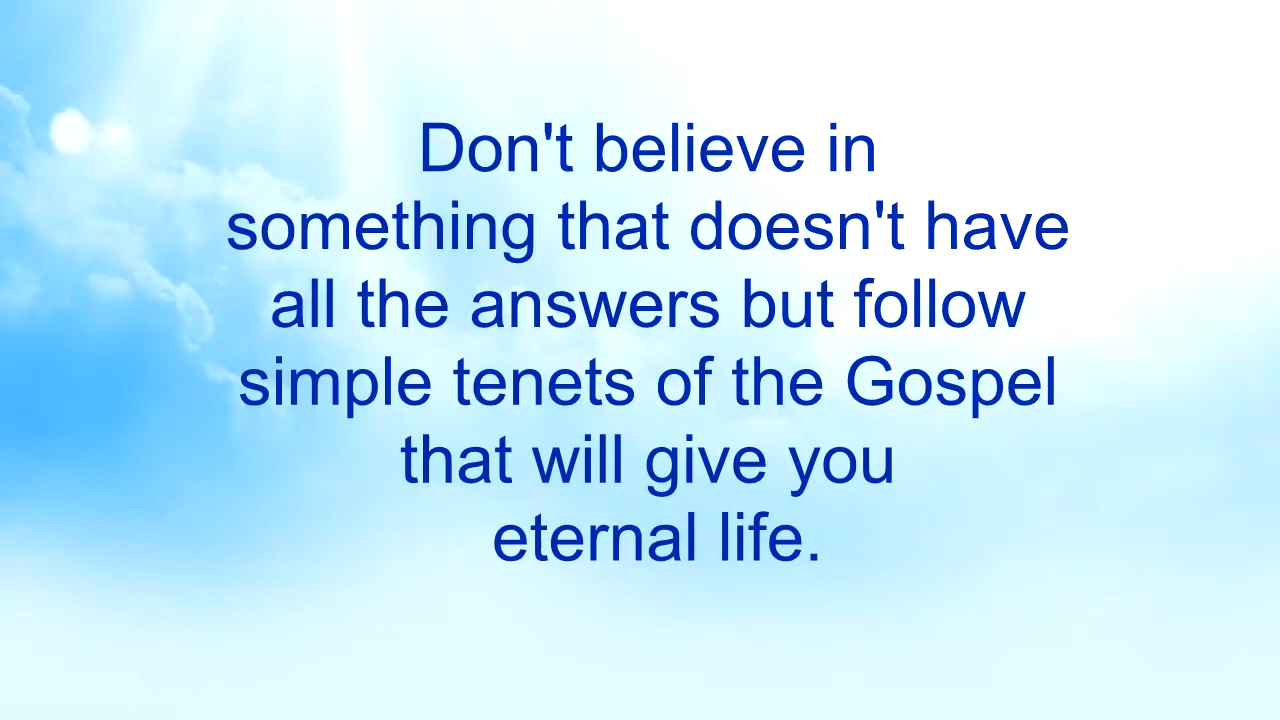 Don't believe in
something that doesn't have
all the answers but follow
simple tenets of the Gospel
that will give you
eternal life.